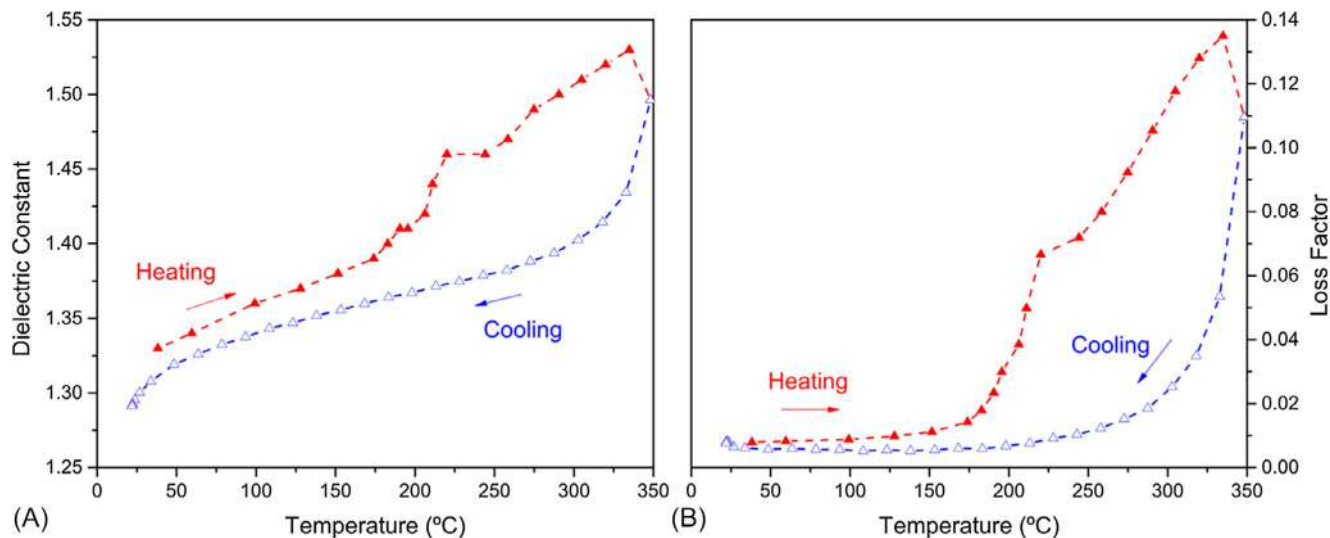 1.55
1.50
1.45
1.40
1.35
1.30
1.25
Dielectric Constant
Heating
Cooling
0 50 100 150 200 250 300 350
Temperature (ºC)
(A)
0.14
0.12
0.10
0.08
0.06
0.04
0.02
0.00
Loss Factor
Cooling
Heating
0 50 100 150 200 250 300 350
Temperature (ºC)
(B)